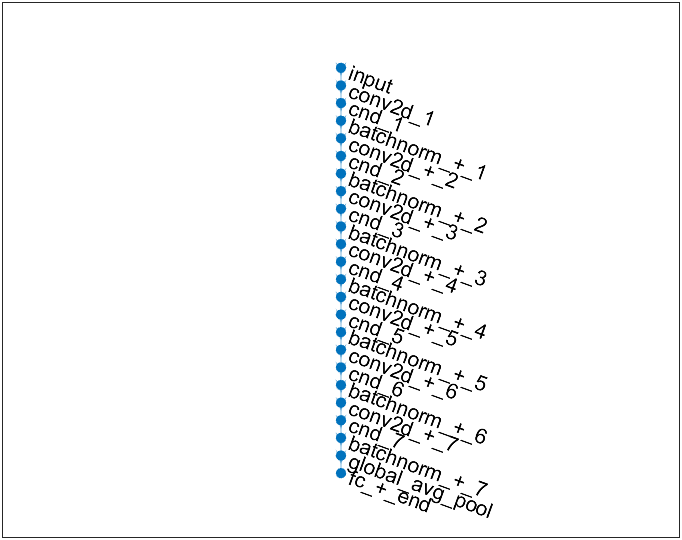 input
conv2d_1
cnd_1
batchnorm_+_1
conv2d_+_2
cnd_2
batchnorm_+_2
conv2d_+_3
cnd_3
batchnorm_+_3
conv2d_+_4
cnd_4
batchnorm_+_4
conv2d_+_5
cnd_5
batchnorm_+_5
conv2d_+_6
cnd_6
batchnorm_+_6
conv2d_+_7
cnd_7
batchnorm_+_7
global_avg_pool
fc_+_end